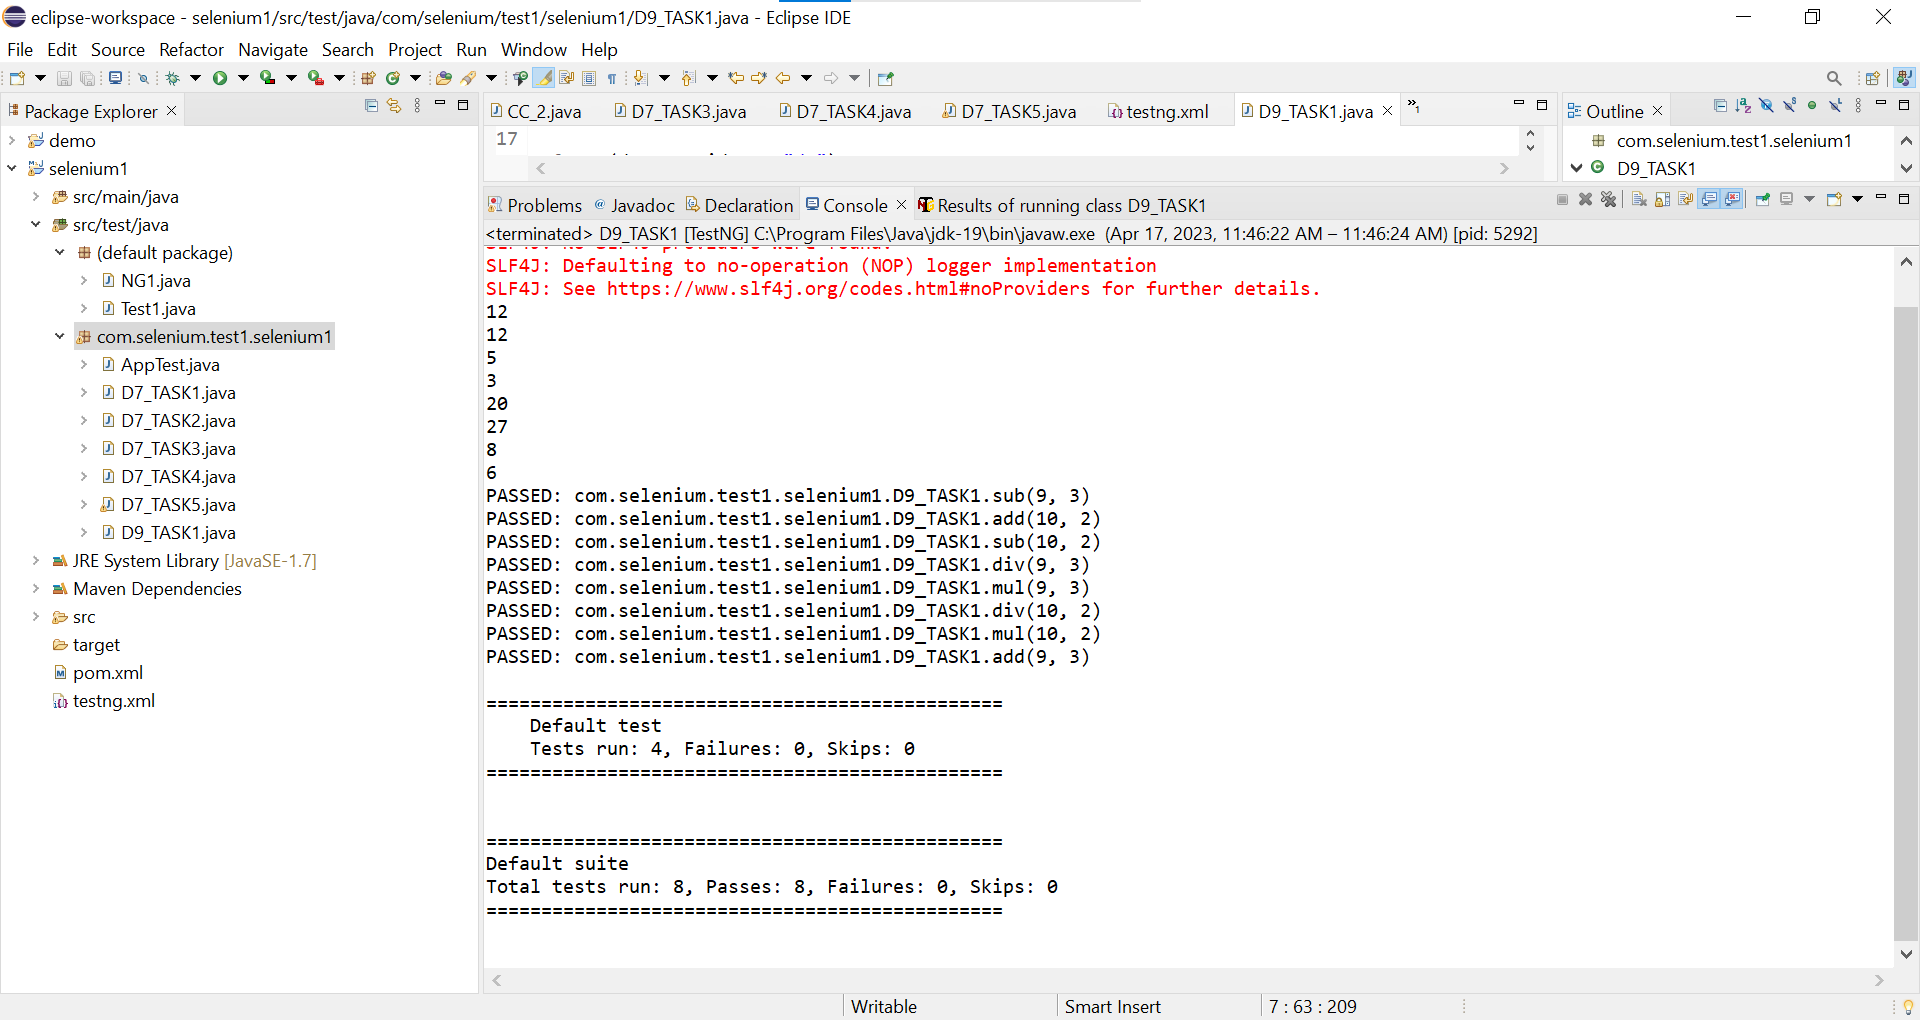 eclipse-workspace - selenium1/src/test/java/com/selenium/test1/selenium1/D9_TASK1.java - Eclipse IDE
File Edit Source Refactor Navigate Search Project Run Window Help
Package Explorer
demo
selenium1
src/main/java
src/test/java
(default package)
NG1.java
Test1.java
com.selenium.test1.selenium1
AppTest.java
D7_TASK1.java
D7_TASK2.java
D7_TASK3.java
D7_TASK4.java
D7_TASK5.java
D9_TASK1.java
JRE System Library [JavaSE-1.7]
Maven Dependencies
src
target
pom.xml
testng.xml
CC_2.java D7_TASK3.java D7_TASK4.java D7_TASK5.java testng.xml D9_TASK1.java »1
17
Outline
com.selenium.test1.selenium1
D9_TASK1
Problems Javadoc Declaration Console Results of running class D9_TASK1
<terminated> D9_TASK1 [TestNG] C:\Program Files\Java\jdk-19\bin\javaw.exe (Apr 17, 2023, 11:46:22 AM – 11:46:24 AM) [pid: 5292]
SLF4J: Defaulting to no-operation (NOP) logger implementation
SLF4J: See https://www.slf4j.org/codes.html#noProviders for further details.
12
12
5
3
20
27
8
6
PASSED: com.selenium.test1.selenium1.D9_TASK1.sub(9, 3)
PASSED: com.selenium.test1.selenium1.D9_TASK1.add(10, 2)
PASSED: com.selenium.test1.selenium1.D9_TASK1.sub(10, 2)
PASSED: com.selenium.test1.selenium1.D9_TASK1.div(9, 3)
PASSED: com.selenium.test1.selenium1.D9_TASK1.mul(9, 3)
PASSED: com.selenium.test1.selenium1.D9_TASK1.div(10, 2)
PASSED: com.selenium.test1.selenium1.D9_TASK1.mul(10, 2)
PASSED: com.selenium.test1.selenium1.D9_TASK1.add(9, 3)
===============================================
Default test
Tests run: 4, Failures: 0, Skips: 0
===============================================
===============================================
Default suite
Total tests run: 8, Passes: 8, Failures: 0, Skips: 0
===============================================
Writable Smart Insert 7 : 63 : 209